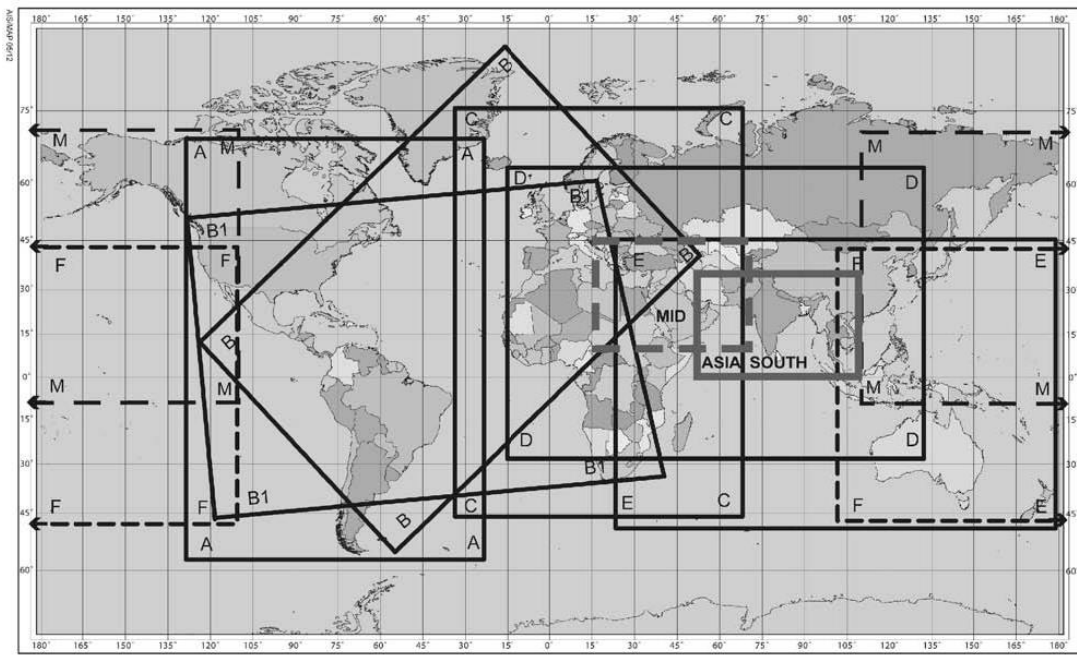 180° 165° 150° 135° 120° 105° 90° 75° 60° 45° 30° 15° 0° 15° 30° 45° 60° 75° 90° 105° 120° 135° 150° 165° 180°
AIS/MAP 06/12
B
75° C C 75°
M A M A M M
60° D B1 D 60°
B1
45° B 45°
F F E F E
30° 30°
MID
15° B 15°
ASIA SOUTH
0° 0°
M M M M
15° 15°
D D
30° B1 30°
F F B1 C E C F E
45° B 45°
A A
60° 60°
180° 165° 150° 135° 120° 105° 90° 75° 60° 45° 30° 15° 0° 15° 30° 45° 60° 75° 90° 105° 120° 135° 150° 165° 180°